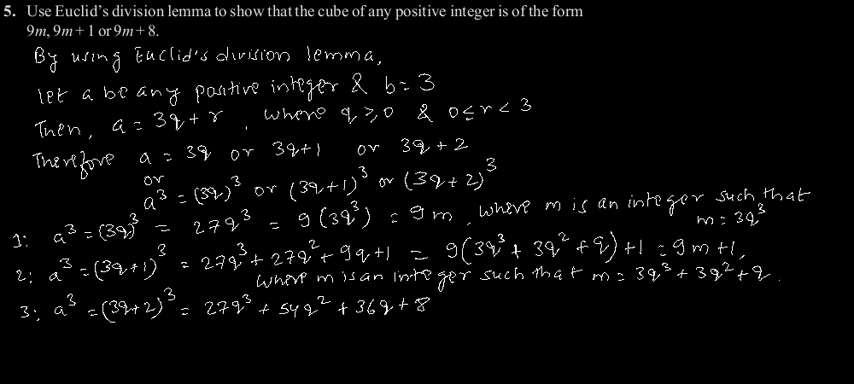 5. Use Euclid's division lemma to show that the cube of any positive integer is of the form
9m, 9m + 1 or 9m + 8.
By using Euclid's division lemma,
let a be any positive integer & b = 3
Then, a = 3q + r , where q ≥ 0 & 0 ≤ r < 3
Therefore a = 3q or 3q+1 or 3q + 2
or
a³ = (3q)³ or (3q+1)³ or (3q+2)³
1: a³ = (3q)³ = 27q³ = 9(3q³) = 9m , where m is an integer such that
m = 3q³
2: a³ = (3q+1)³ = 27q³ + 27q² + 9q + 1 = 9(3q³ + 3q² + q) + 1 = 9m + 1,
where m is an integer such that m = 3q³ + 3q² + q .
3: a³ = (3q+2)³ = 27q³ + 54q² + 36q + 8